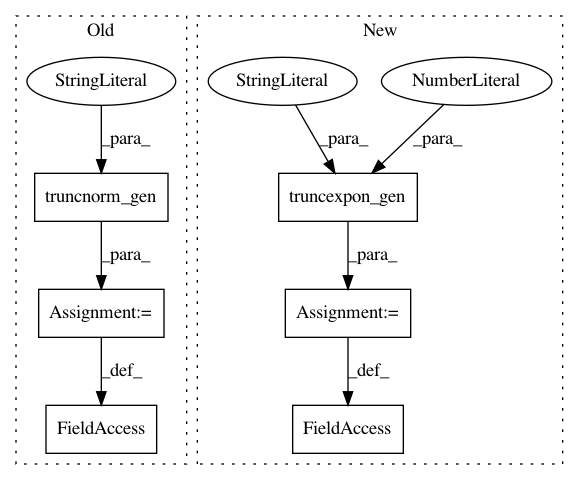 Old
New
StringLiteral
StringLiteral
NumberLiteral
_para_
_para_
_para_
truncnorm_gen
truncexpon_gen
_para_
_para_
Assignment:=
Assignment:=
_def_
_def_
FieldAccess
FieldAccess